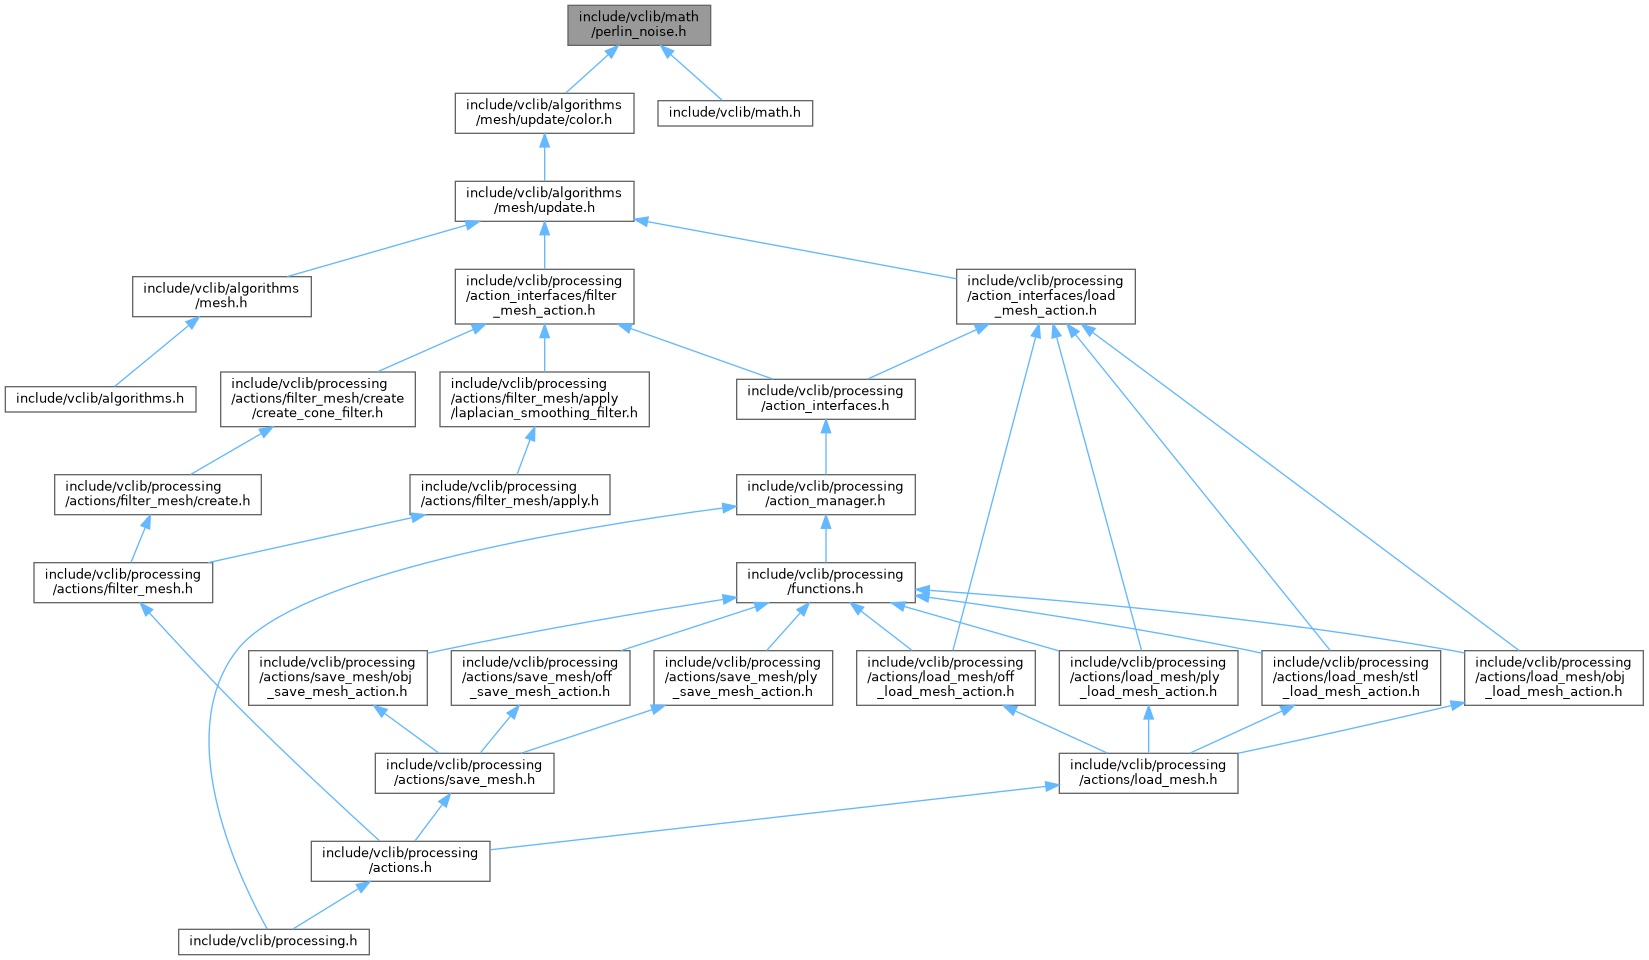 include/vclib/math
/perlin_noise.h
include/vclib/algorithms
/mesh/update/color.h
include/vclib/math.h
include/vclib/algorithms
/mesh/update.h
include/vclib/algorithms
/mesh.h
include/vclib/processing
/action_interfaces/filter
_mesh_action.h
include/vclib/processing
/action_interfaces/load
_mesh_action.h
include/vclib/algorithms.h
include/vclib/processing
/actions/filter_mesh/create
/create_cone_filter.h
include/vclib/processing
/actions/filter_mesh/apply
/laplacian_smoothing_filter.h
include/vclib/processing
/action_interfaces.h
include/vclib/processing
/actions/filter_mesh/create.h
include/vclib/processing
/actions/filter_mesh/apply.h
include/vclib/processing
/action_manager.h
include/vclib/processing
/actions/filter_mesh.h
include/vclib/processing
/functions.h
include/vclib/processing
/actions/save_mesh/obj
_save_mesh_action.h
include/vclib/processing
/actions/save_mesh/off
_save_mesh_action.h
include/vclib/processing
/actions/save_mesh/ply
_save_mesh_action.h
include/vclib/processing
/actions/load_mesh/off
_load_mesh_action.h
include/vclib/processing
/actions/load_mesh/ply
_load_mesh_action.h
include/vclib/processing
/actions/load_mesh/stl
_load_mesh_action.h
include/vclib/processing
/actions/load_mesh/obj
_load_mesh_action.h
include/vclib/processing
/actions/save_mesh.h
include/vclib/processing
/actions/load_mesh.h
include/vclib/processing
/actions.h
include/vclib/processing.h